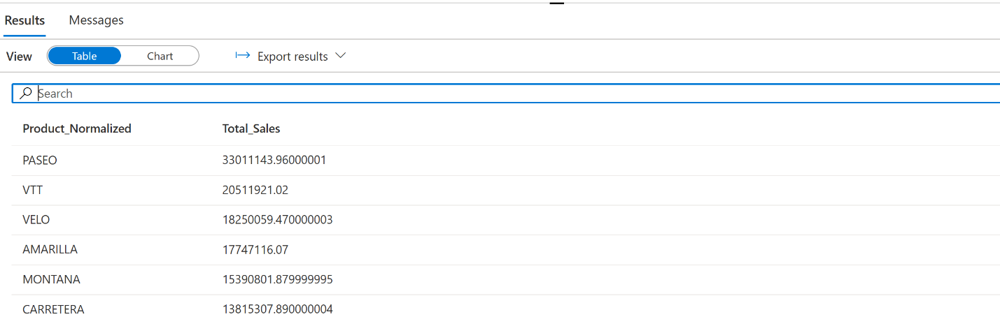 Results Messages
View Table Chart Export results
Search
Product_Normalized Total_Sales
PASEO 33011143.96000001
VTT 20511921.02
VELO 18250059.470000003
AMARILLA 17747116.07
MONTANA 15390801.879999995
CARRETERA 13815307.890000004